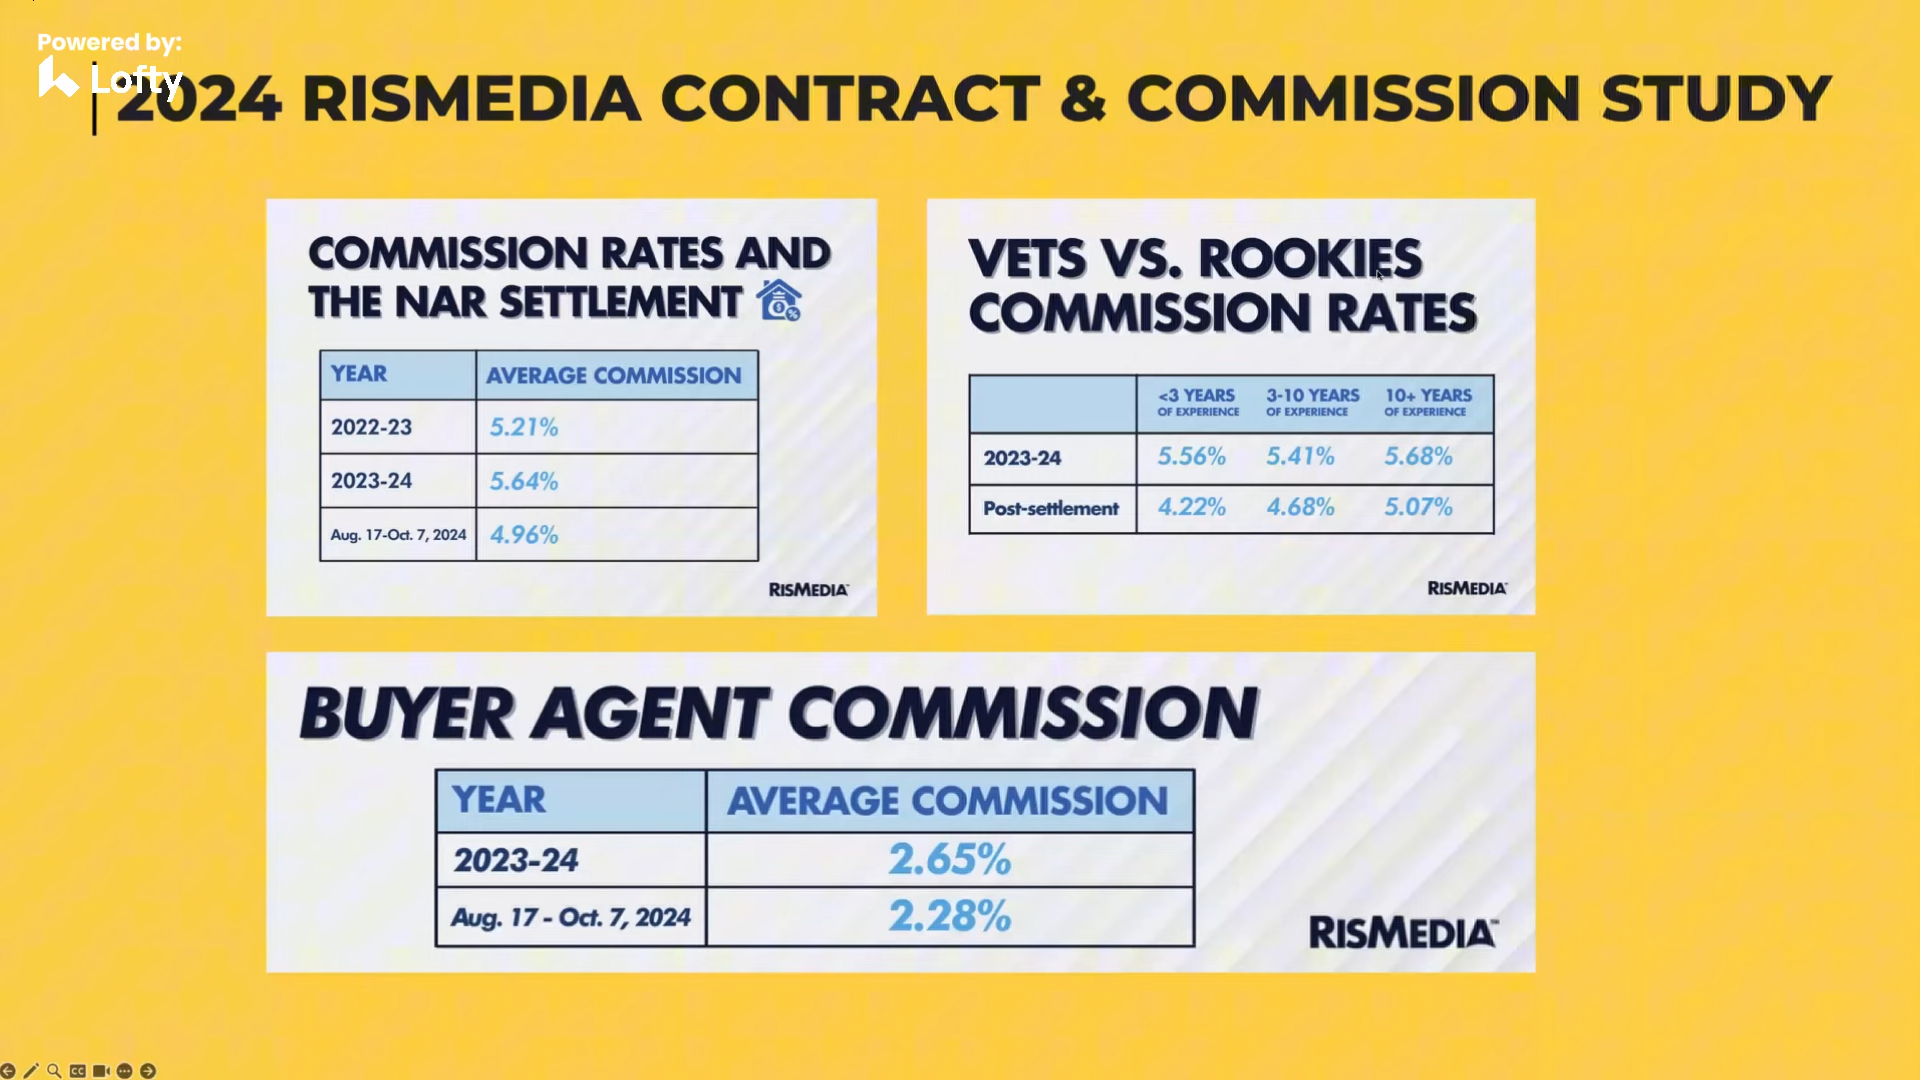 Powered by:
Lofty
2024 RISMEDIA CONTRACT & COMMISSION STUDY
COMMISSION RATES AND
THE NAR SETTLEMENT
YEAR AVERAGE COMMISSION
2022-23 5.21%
2023-24 5.64%
Aug. 17-Oct. 7, 2024 4.96%
RISMEDIA™
VETS VS. ROOKIES
COMMISSION RATES
<3 YEARS 3-10 YEARS 10+ YEARS
OF EXPERIENCE OF EXPERIENCE OF EXPERIENCE
2023-24 5.56% 5.41% 5.68%
Post-settlement 4.22% 4.68% 5.07%
RISMEDIA™
BUYER AGENT COMMISSION
YEAR AVERAGE COMMISSION
2023-24 2.65%
Aug. 17 - Oct. 7, 2024 2.28%
RISMEDIA™